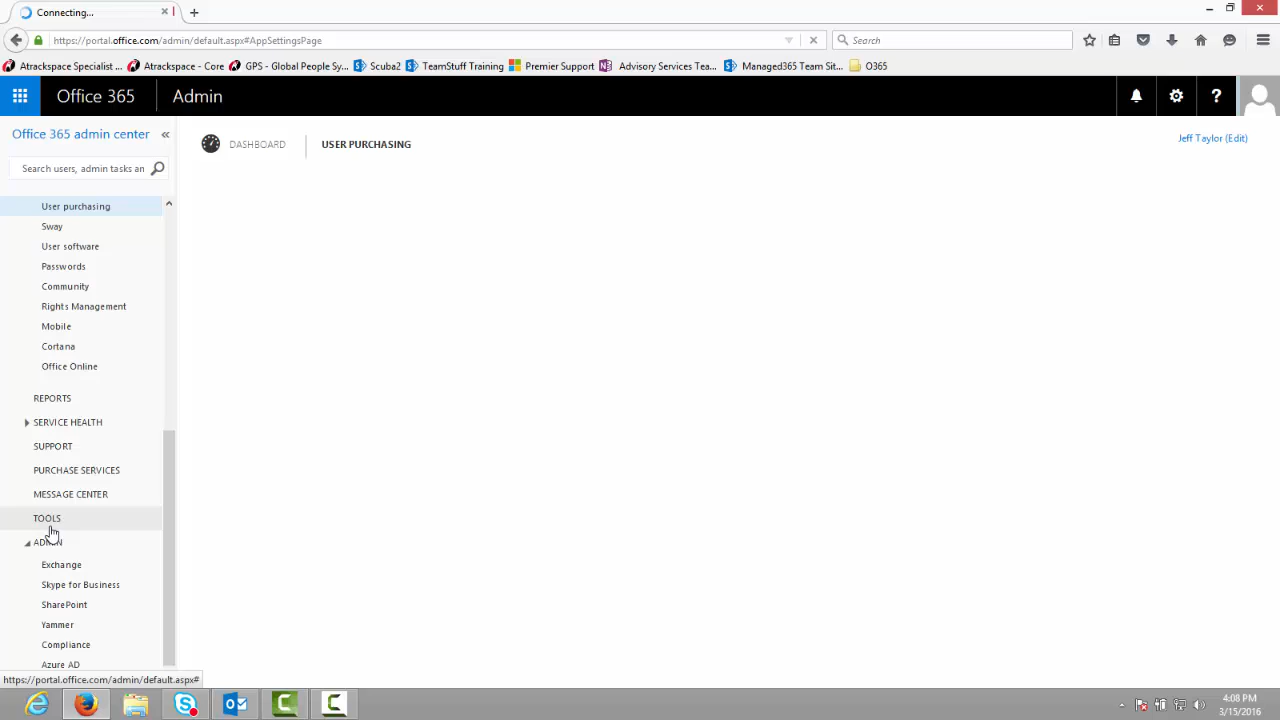 Connecting...
https://portal.office.com/admin/default.aspx#AppSettingsPage
Search
Atrackspace Specialist ...
Atrackspace - Core
GPS - Global People Sy...
Scuba2
TeamStuff Training
Premier Support
Advisory Services Tea...
Managed365 Team Sit...
O365
Office 365
Admin
Office 365 admin center
«
Search users, admin tasks an
DASHBOARD
USER PURCHASING
Jeff Taylor (Edit)
User purchasing
Sway
User software
Passwords
Community
Rights Management
Mobile
Cortana
Office Online
REPORTS
SERVICE HEALTH
SUPPORT
PURCHASE SERVICES
MESSAGE CENTER
TOOLS
ADMIN
Exchange
Skype for Business
SharePoint
Yammer
Compliance
Azure AD
https://portal.office.com/admin/default.aspx#
4:08 PM
3/15/2016